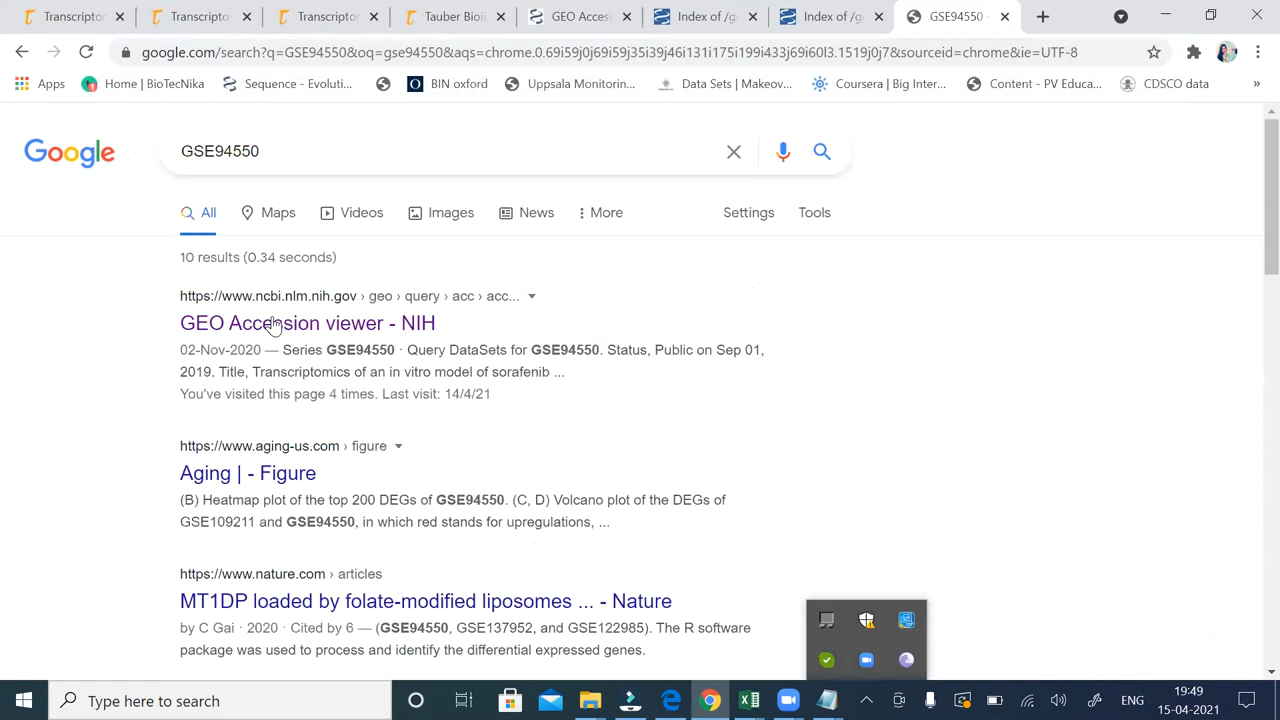 Transcriptor
Transcripto
Transcriptor
Tauber Bioin
GEO Access
Index of /g
Index of /g
GSE94550 -
google.com/search?q=GSE94550&oq=gse94550&aqs=chrome.0.69i59j0j69i59j35i39j46i131i175i199j433j69i60l3.1519j0j7&sourceid=chrome&ie=UTF-8
Apps
Home | BioTecNika
Sequence - Evoluti...
BIN oxford
Uppsala Monitorin...
Data Sets | Makeov...
Coursera | Big Inter...
Content - PV Educa...
CDSCO data
»
Google
GSE94550
All
Maps
Videos
Images
News
More
Settings
Tools
10 results (0.34 seconds)
https://www.ncbi.nlm.nih.gov › geo › query › acc › acc...
GEO Accession viewer - NIH
02-Nov-2020 — Series GSE94550 · Query DataSets for GSE94550. Status, Public on Sep 01,
2019. Title, Transcriptomics of an in vitro model of sorafenib ...
You've visited this page 4 times. Last visit: 14/4/21
https://www.aging-us.com › figure
Aging | - Figure
(B) Heatmap plot of the top 200 DEGs of GSE94550. (C, D) Volcano plot of the DEGs of
GSE109211 and GSE94550, in which red stands for upregulations, ...
https://www.nature.com › articles
MT1DP loaded by folate-modified liposomes ... - Nature
by C Gai · 2020 · Cited by 6 — (GSE94550, GSE137952, and GSE122985). The R software
package was used to process and identify the differential expressed genes.
Type here to search
ENG
19:49
15-04-2021